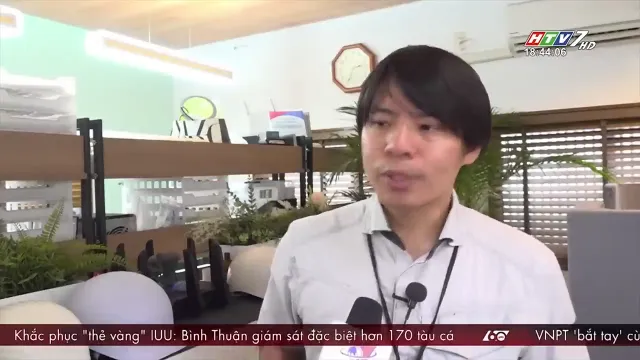 HTV7 HD
18:44:06
Khắc phục "thẻ vàng" IUU: Bình Thuận giám sát đặc biệt hơn 170 tàu cá 60 VNPT 'bắt tay' cù